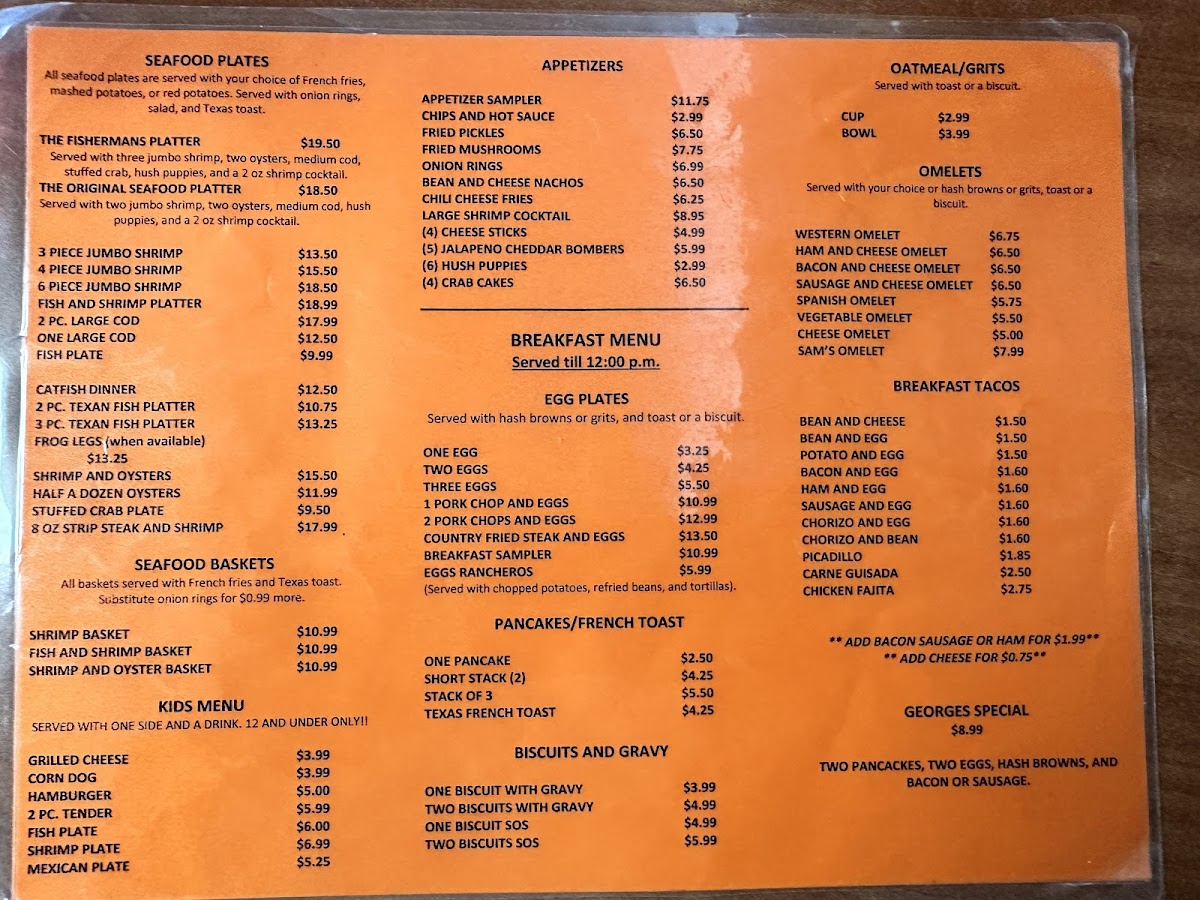 SEAFOOD PLATES
All seafood plates are served with your choice of French fries,
mashed potatoes, or red potatoes. Served with onion rings,
salad, and Texas toast.
THE FISHERMANS PLATTER $19.50
Served with three jumbo shrimp, two oysters, medium cod,
stuffed crab, hush puppies, and a 2 oz shrimp cocktail.
THE ORIGINAL SEAFOOD PLATTER $18.50
Served with two jumbo shrimp, two oysters, medium cod, hush
puppies, and a 2 oz shrimp cocktail.
3 PIECE JUMBO SHRIMP $13.50
4 PIECE JUMBO SHRIMP $15.50
6 PIECE JUMBO SHRIMP $18.50
FISH AND SHRIMP PLATTER $18.99
2 PC. LARGE COD $17.99
ONE LARGE COD $12.50
FISH PLATE $9.99
CATFISH DINNER $12.50
2 PC. TEXAN FISH PLATTER $10.75
3 PC. TEXAN FISH PLATTER $13.25
FROG LEGS (when available)
$13.25
SHRIMP AND OYSTERS $15.50
HALF A DOZEN OYSTERS $11.99
STUFFED CRAB PLATE $9.50
8 OZ STRIP STEAK AND SHRIMP $17.99
SEAFOOD BASKETS
All baskets served with French fries and Texas toast.
Substitute onion rings for $0.99 more.
SHRIMP BASKET $10.99
FISH AND SHRIMP BASKET $10.99
SHRIMP AND OYSTER BASKET $10.99
KIDS MENU
SERVED WITH ONE SIDE AND A DRINK. 12 AND UNDER ONLY!!
GRILLED CHEESE $3.99
CORN DOG $3.99
HAMBURGER $5.00
2 PC. TENDER $5.99
FISH PLATE $6.00
SHRIMP PLATE $6.99
MEXICAN PLATE $5.25
APPETIZERS
APPETIZER SAMPLER $11.75
CHIPS AND HOT SAUCE $2.99
FRIED PICKLES $6.50
FRIED MUSHROOMS $7.75
ONION RINGS $6.99
BEAN AND CHEESE NACHOS $6.50
CHILI CHEESE FRIES $6.25
LARGE SHRIMP COCKTAIL $8.95
(4) CHEESE STICKS $4.99
(5) JALAPENO CHEDDAR BOMBERS $5.99
(6) HUSH PUPPIES $2.99
(4) CRAB CAKES $6.50
BREAKFAST MENU
Served till 12:00 p.m.
EGG PLATES
Served with hash browns or grits, and toast or a biscuit.
ONE EGG $3.25
TWO EGGS $4.25
THREE EGGS $5.50
1 PORK CHOP AND EGGS $10.99
2 PORK CHOPS AND EGGS $12.99
COUNTRY FRIED STEAK AND EGGS $13.50
BREAKFAST SAMPLER $10.99
EGGS RANCHEROS $5.99
(Served with chopped potatoes, refried beans, and tortillas).
PANCAKES/FRENCH TOAST
ONE PANCAKE $2.50
SHORT STACK (2) $4.25
STACK OF 3 $5.50
TEXAS FRENCH TOAST $4.25
BISCUITS AND GRAVY
ONE BISCUIT WITH GRAVY $3.99
TWO BISCUITS WITH GRAVY $4.99
ONE BISCUIT SOS $4.99
TWO BISCUITS SOS $5.99
OATMEAL/GRITS
Served with toast or a biscuit.
CUP $2.99
BOWL $3.99
OMELETS
Served with your choice or hash browns or grits, toast or a
biscuit.
WESTERN OMELET $6.75
HAM AND CHEESE OMELET $6.50
BACON AND CHEESE OMELET $6.50
SAUSAGE AND CHEESE OMELET $6.50
SPANISH OMELET $5.75
VEGETABLE OMELET $5.50
CHEESE OMELET $5.00
SAM'S OMELET $7.99
BREAKFAST TACOS
BEAN AND CHEESE $1.50
BEAN AND EGG $1.50
POTATO AND EGG $1.50
BACON AND EGG $1.60
HAM AND EGG $1.60
SAUSAGE AND EGG $1.60
CHORIZO AND EGG $1.60
CHORIZO AND BEAN $1.60
PICADILLO $1.85
CARNE GUISADA $2.50
CHICKEN FAJITA $2.75
** ADD BACON SAUSAGE OR HAM FOR $1.99**
** ADD CHEESE FOR $0.75**
GEORGES SPECIAL
$8.99
TWO PANCACKES, TWO EGGS, HASH BROWNS, AND
BACON OR SAUSAGE.